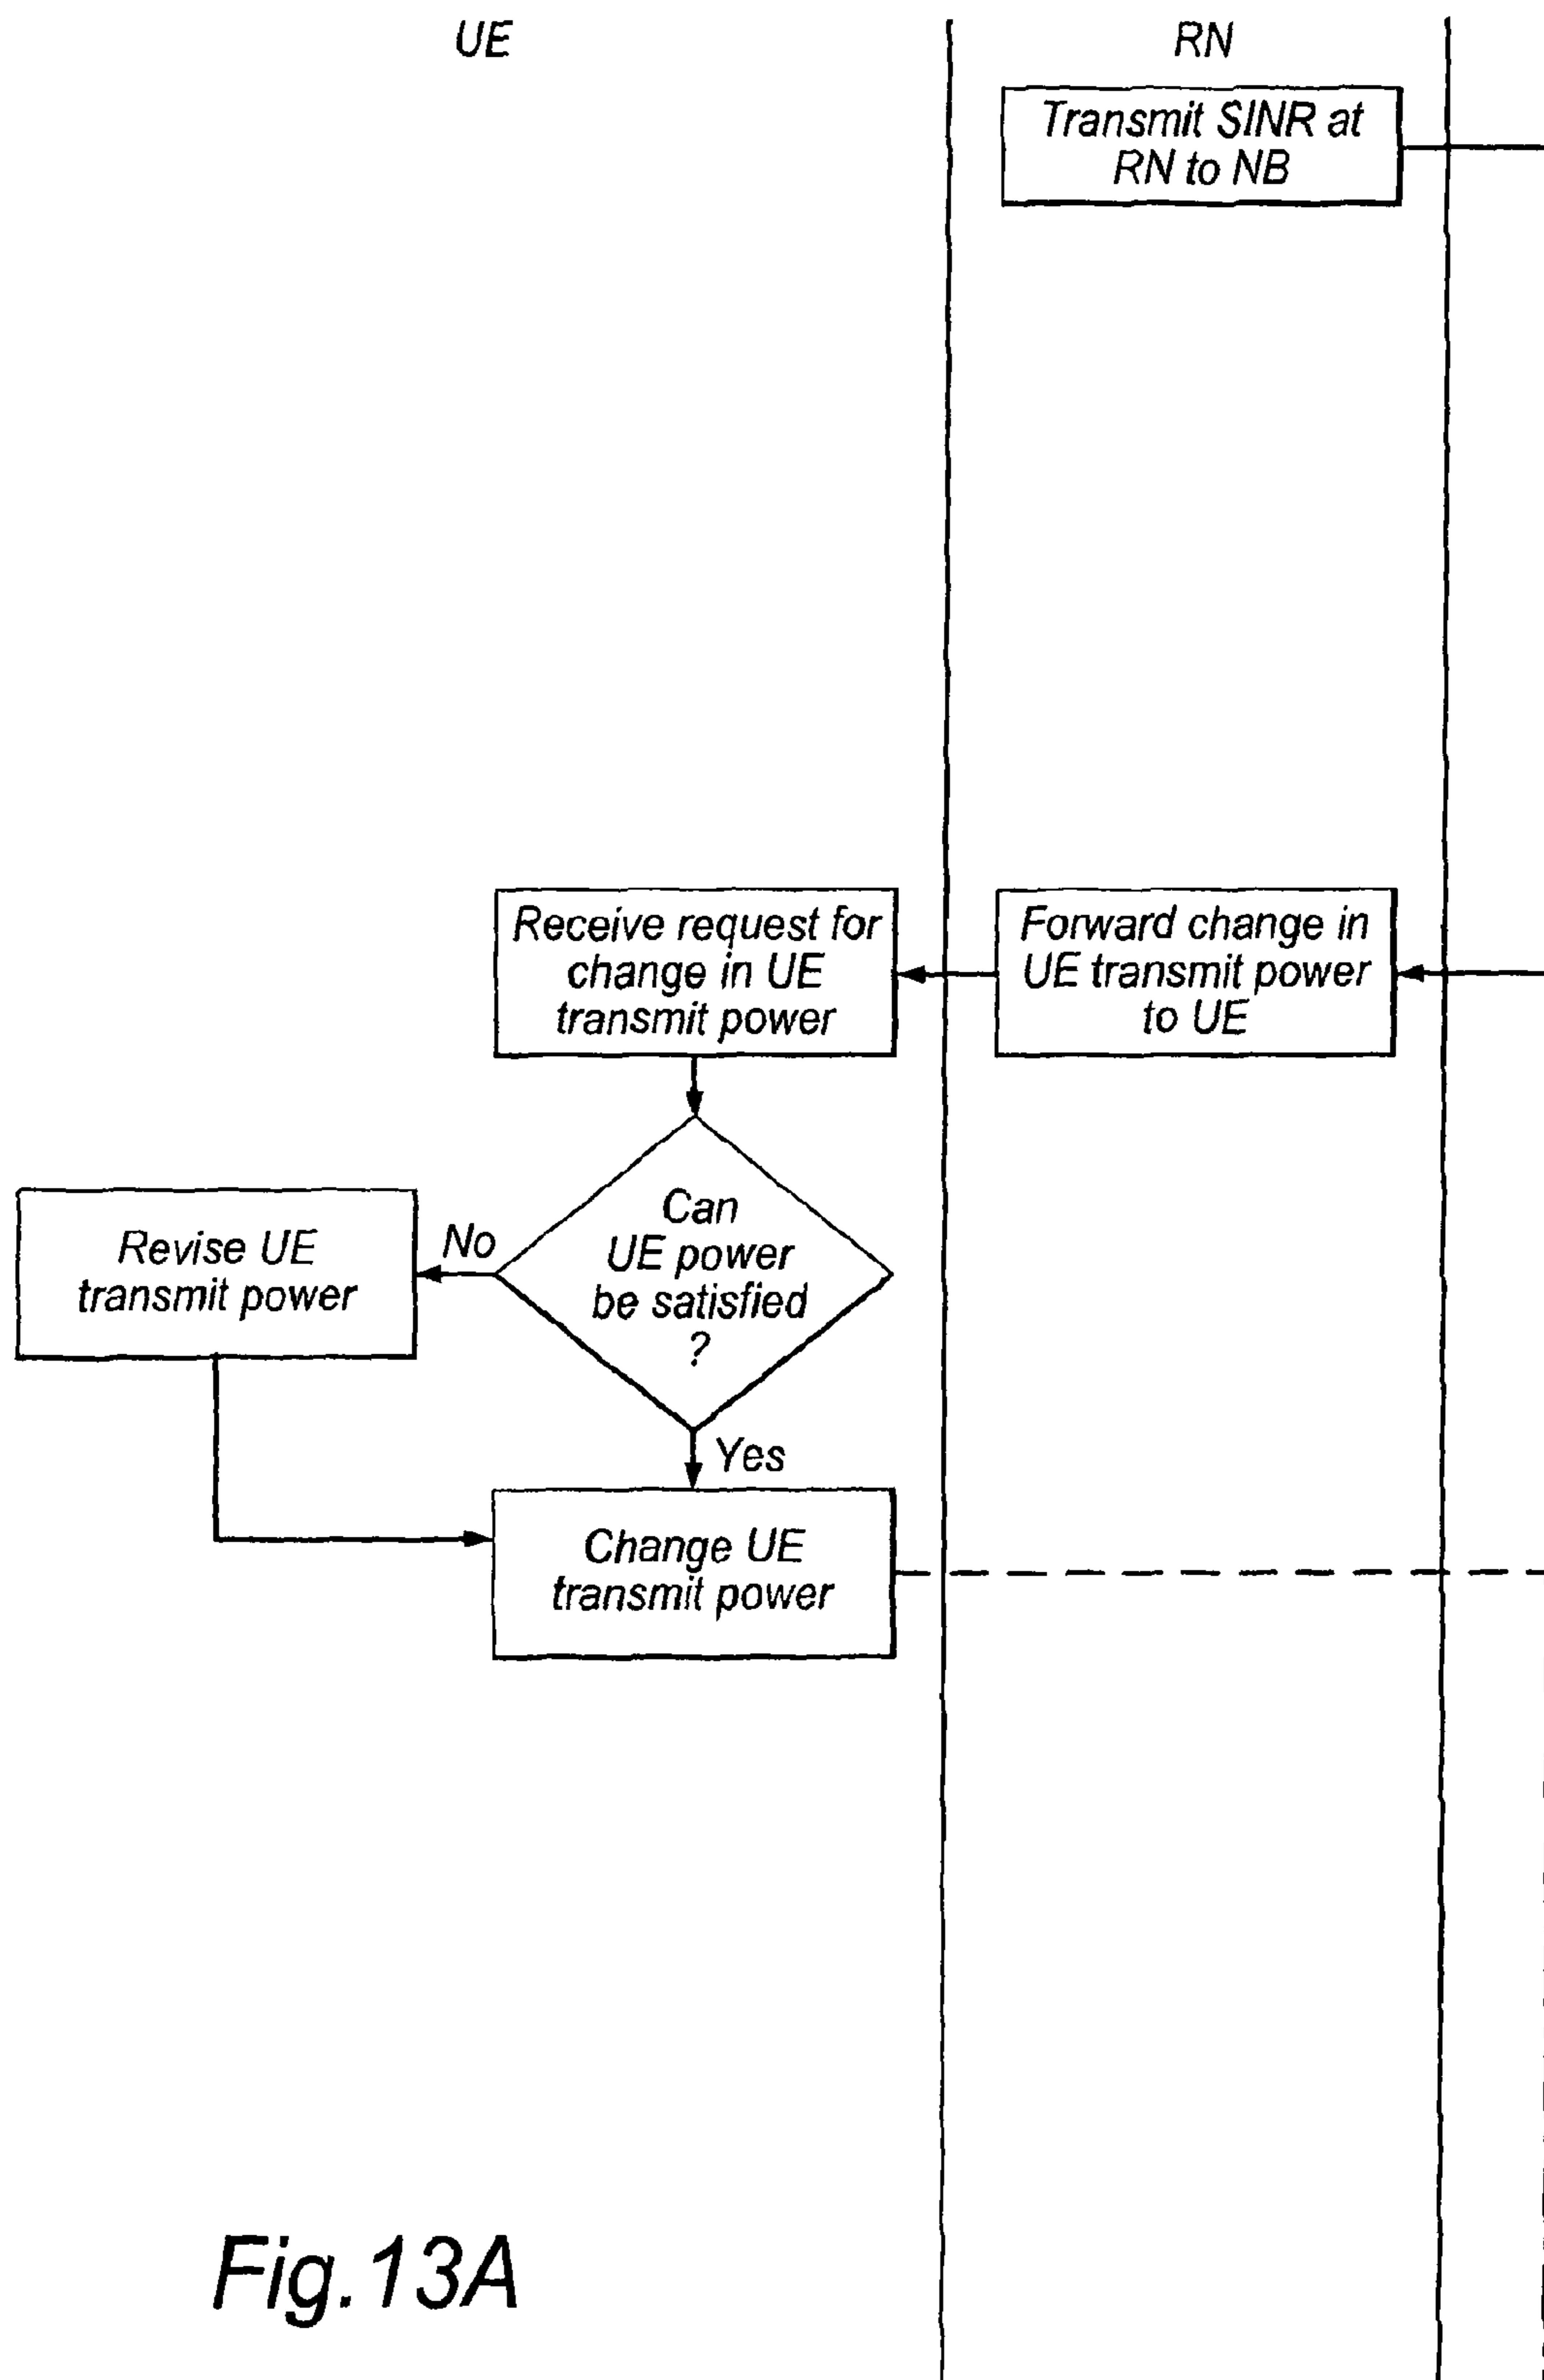 UE
RN
Transmit SINR at
RN to NB
Receive request for
change in UE
transmit power
Forward change in
UE transmit power
to UE
Can
UE power
be satisfied
?
No
Revise UE
transmit power
Yes
Change UE
transmit power
Fig.13A